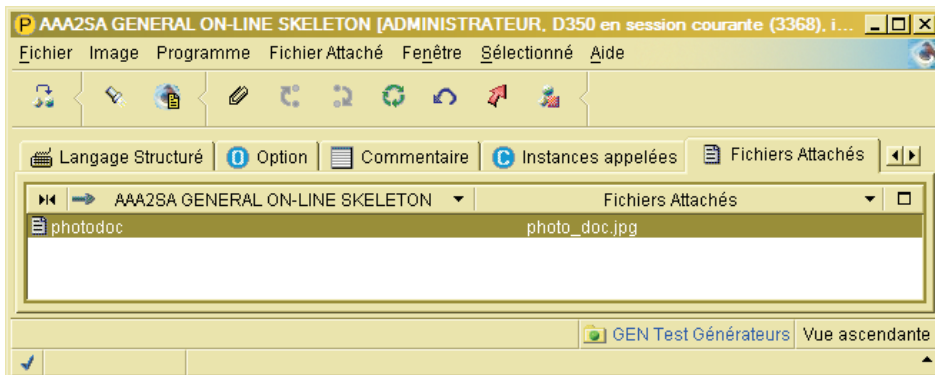 AAA2SA GENERAL ON-LINE SKELETON [ADMINISTRATEUR, D350 en session courante (3368), i...
Fichier Image Programme Fichier Attaché Fenêtre Sélectionné Aide
Langage Structuré Option Commentaire Instances appelées Fichiers Attachés
AAA2SA GENERAL ON-LINE SKELETON Fichiers Attachés
photodoc photo_doc.jpg
GEN Test Générateurs Vue ascendante